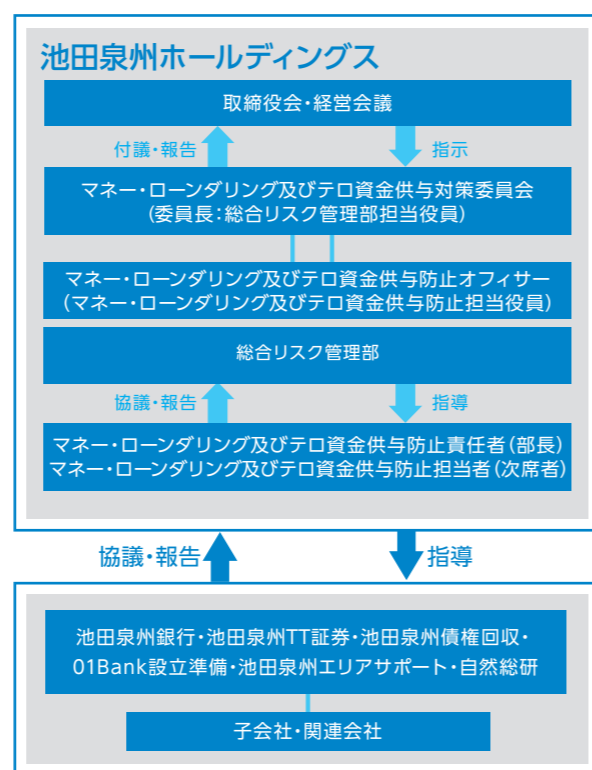 池田泉州ホールディングス
取締役会・経営会議
付議・報告
指示
マネー・ローンダリング及びテロ資金供与対策委員会
(委員長：総合リスク管理部担当役員)
マネー・ローンダリング及びテロ資金供与防止オフィサー
(マネー・ローンダリング及びテロ資金供与防止担当役員)
総合リスク管理部
協議・報告
指導
マネー・ローンダリング及びテロ資金供与防止責任者(部長)
マネー・ローンダリング及びテロ資金供与防止担当者(次席者)
協議・報告
指導
池田泉州銀行・池田泉州TT証券・池田泉州債権回収・
01Bank設立準備・池田泉州エリアサポート・自然総研
子会社・関連会社